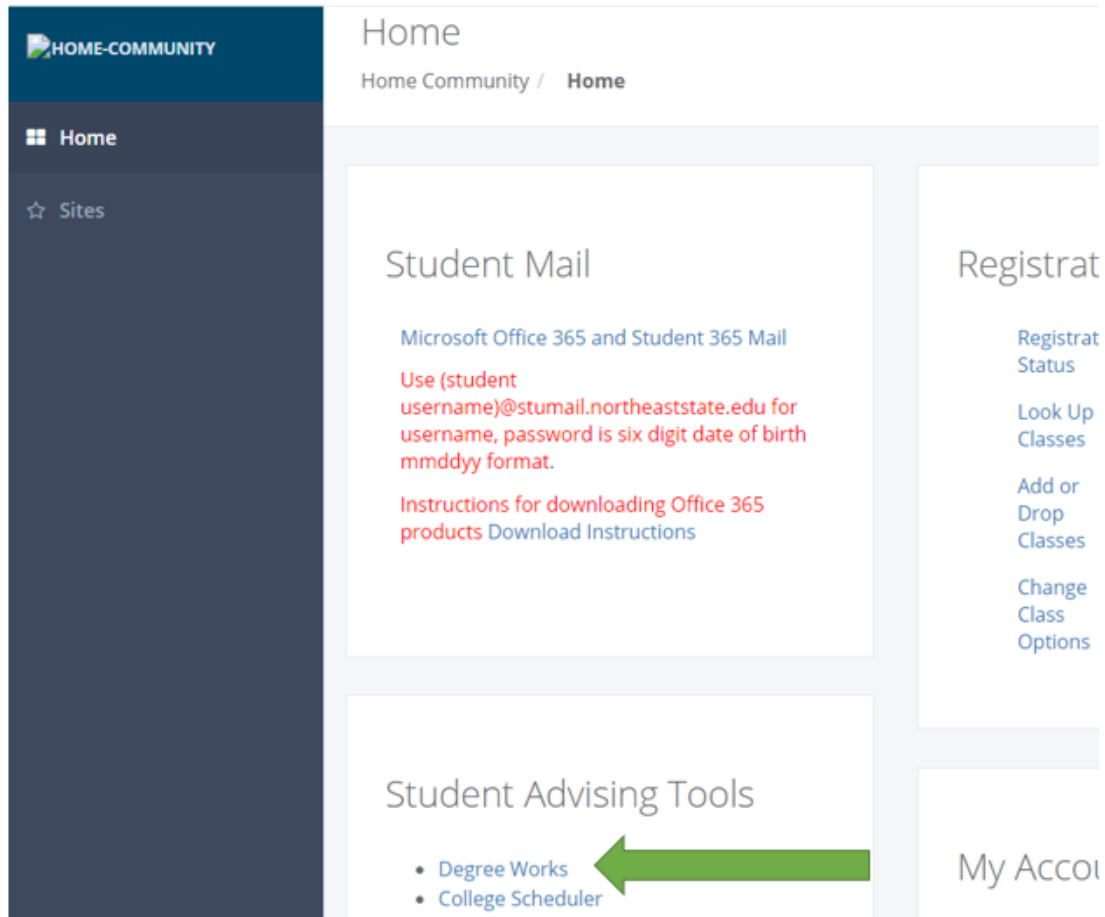 HOME-COMMUNITY
Home
Sites
Home
Home Community / Home
Student Mail
Microsoft Office 365 and Student 365 Mail
Use (student
username)@stumail.northeaststate.edu for
username, password is six digit date of birth
mmddyy format.
Instructions for downloading Office 365
products Download Instructions
Student Advising Tools
• Degree Works
• College Scheduler
Registrat
Registrat
Status
Look Up
Classes
Add or
Drop
Classes
Change
Class
Options
My Accou